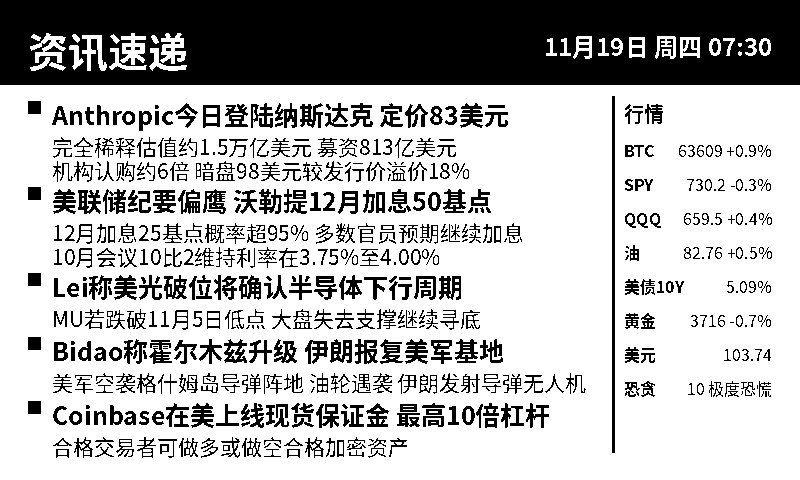 资讯速递
11月19日 周四 07:30
Anthropic今日登陆纳斯达克 定价83美元
完全稀释估值约1.5万亿美元 募资813亿美元
机构认购约6倍 暗盘98美元较发行价溢价18%
美联储纪要偏鹰 沃勒提12月加息50基点
12月加息25基点概率超95% 多数官员预期继续加息
10月会议10比2维持利率在3.75%至4.00%
Lei称美光破位将确认半导体下行周期
MU若跌破11月5日低点 大盘失去支撑继续寻底
Bidao称霍尔木兹升级 伊朗报复美军基地
美军空袭格什姆岛导弹阵地 油轮遇袭 伊朗发射导弹无人机
Coinbase在美上线现货保证金 最高10倍杠杆
合格交易者可做多或做空合格加密资产
行情
BTC 63609 +0.9%
SPY 730.2 -0.3%
QQQ 659.5 +0.4%
油 82.76 +0.5%
美债10Y 5.09%
黄金 3716 -0.7%
美元 103.74
恐贪 10 极度恐慌